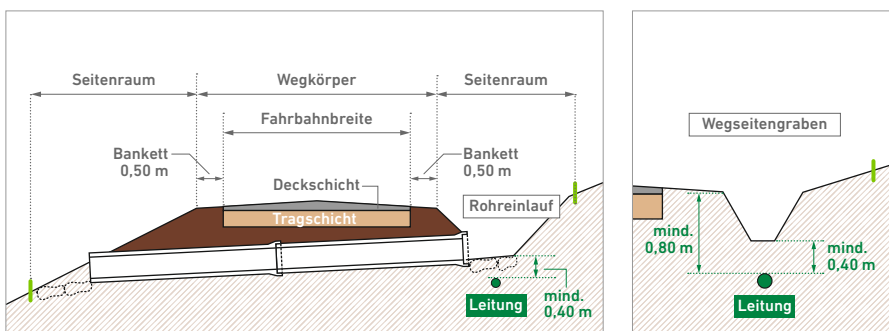 Seitenraum
Wegkörper
Seitenraum
Fahrbahnbreite
Bankett
0,50 m
Bankett
0,50 m
Deckschicht
Tragschicht
Rohreinlauf
Leitung
mind.
0,40 m
Wegseitengraben
mind.
0,80 m
mind.
0,40 m
Leitung